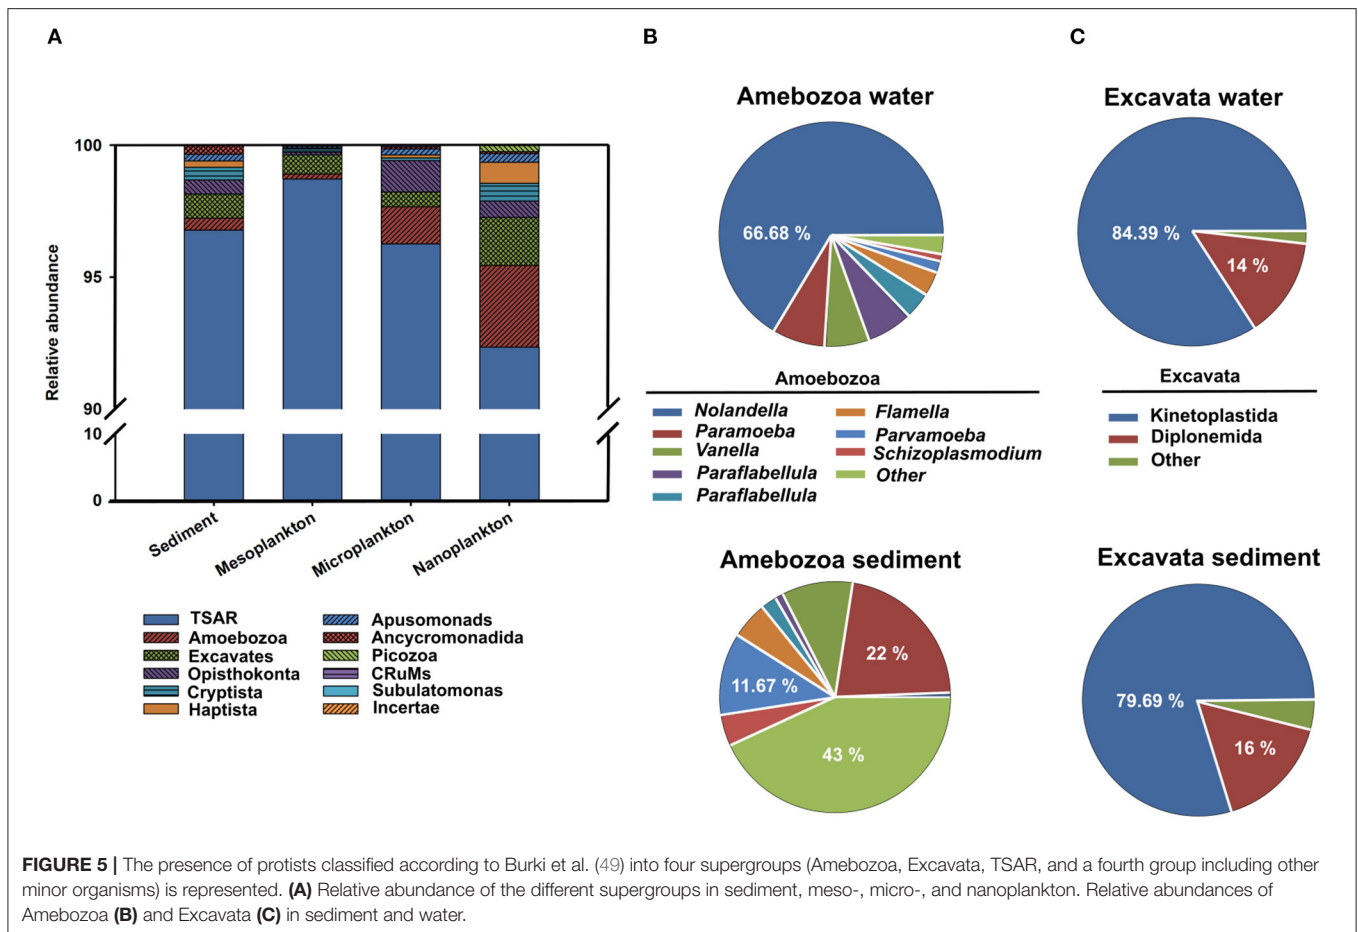 A
B
C
Amebozoa water
Excavata water
100
95
90
10
0
Relative abundance
Sediment
Mesoplankton
Microplankton
Nanoplankton
TSAR
Amoebozoa
Excavates
Opisthokonta
Cryptista
Haptista
Apusomonads
Ancycromonadida
Picozoa
CRuMs
Subulatomonas
Incertae
66.68 %
84.39 %
14 %
Amoebozoa
Nolandella
Paramoeba
Vanella
Paraflabellula
Paraflabellula
Flamella
Parvamoeba
Schizoplasmodium
Other
Excavata
Kinetoplastida
Diplonemida
Other
Amebozoa sediment
22 %
11.67 %
43 %
Excavata sediment
79.69 %
16 %
FIGURE 5 | The presence of protists classified according to Burki et al. (49) into four supergroups (Amebozoa, Excavata, TSAR, and a fourth group including other
minor organisms) is represented. (A) Relative abundance of the different supergroups in sediment, meso-, micro-, and nanoplankton. Relative abundances of
Amebozoa (B) and Excavata (C) in sediment and water.